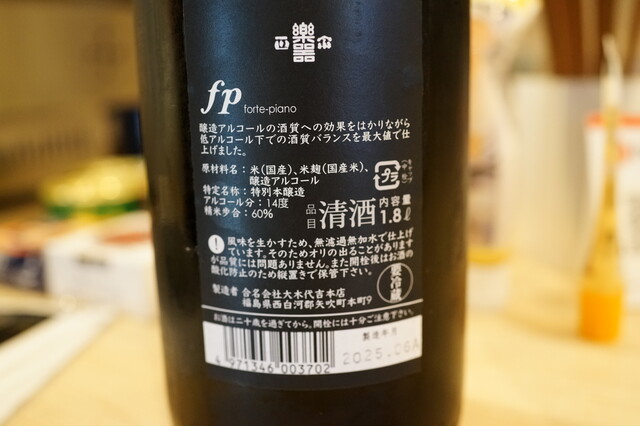 fp forte-piano
醸造アルコールの酒質への効果をはかりながら
低アルコール下での酒質バランスを最大値で仕
上げました。
原材料名：米(国産)、米麹(国産米)、
醸造アルコール
特定名称：特別本醸造
アルコール分：14度
精米歩合：60%
プラ
品目 清酒
内容量
1.8ℓ
風味を生かすため、無濾過無加水で仕上げ
ています。そのためオリの出ることがあります
が品質には問題ありません。また開栓後はお酒の
酸化防止のため縦置きで保管下さい。
要冷蔵
製造者 合名会社大木代吉本店
福島県西白河郡矢吹町本町9
お酒は二十歳を過ぎてから。開栓には十分ご注意下さい。
製造年月
2025.06A
4 971346 003702